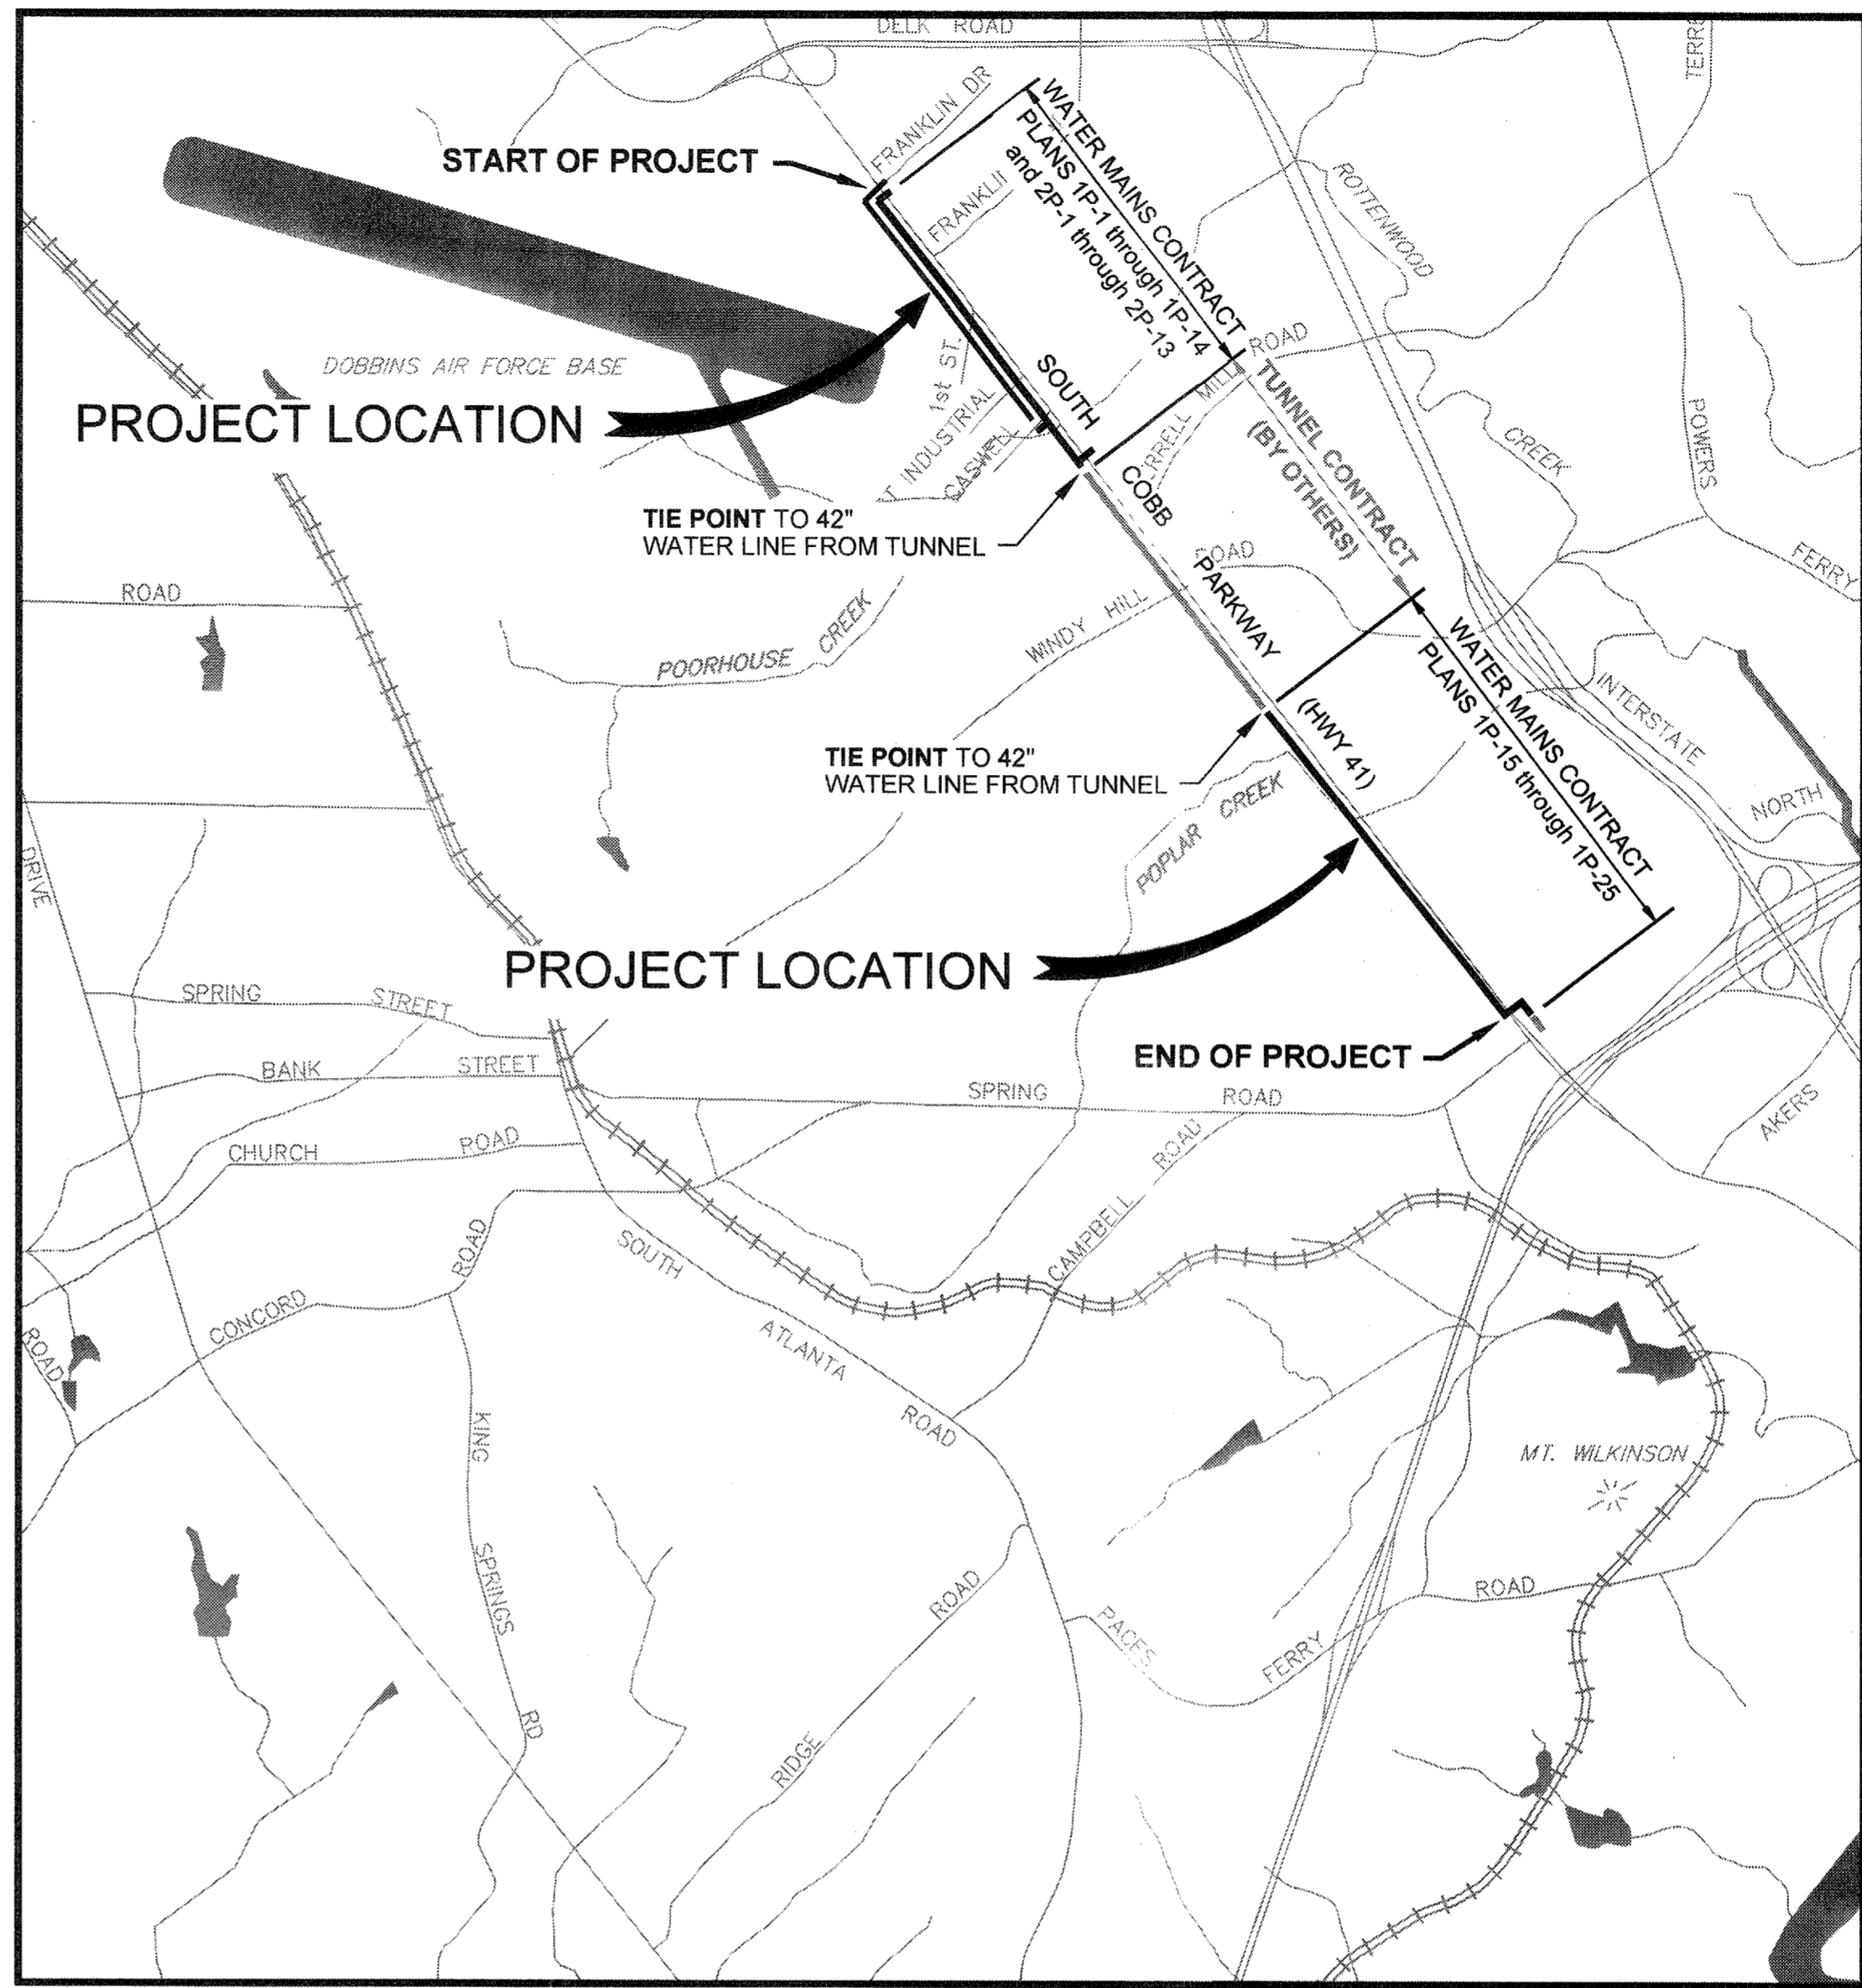 DELK ROAD
TERRE
FRANKLIN DR
START OF PROJECT
WATER MAINS CONTRACT
PLANS 1P-1 through 1P-14
and 2P-1 through 2P-13
ROTTENWOOD
CREEK
ROAD
DOBBINS AIR FORCE BASE
PROJECT LOCATION
1st ST.
INDUSTRIAL
CASWELL
SOUTH
COBB
PARKWAY
(HWY 41)
MILL
TUNNEL CONTRACT
(BY OTHERS)
POWERS
FERRY
TIE POINT TO 42"
WATER LINE FROM TUNNEL
ROAD
ROAD
WINDY HILL
POORHOUSE CREEK
INTERSTATE
NORTH
WATER MAINS CONTRACT
PLANS 1P-15 through 1P-25
TIE POINT TO 42"
WATER LINE FROM TUNNEL
POPLAR CREEK
DRIVE
PROJECT LOCATION
SPRING STREET
END OF PROJECT
BANK STREET
SPRING ROAD
AKERS
CHURCH ROAD
CAMPBELL ROAD
CONCORD ROAD
ROAD
SOUTH
ATLANTA
ROAD
KING
SPRINGS
RD
MT. WILKINSON
RIDGE ROAD
PACES
FERRY
ROAD